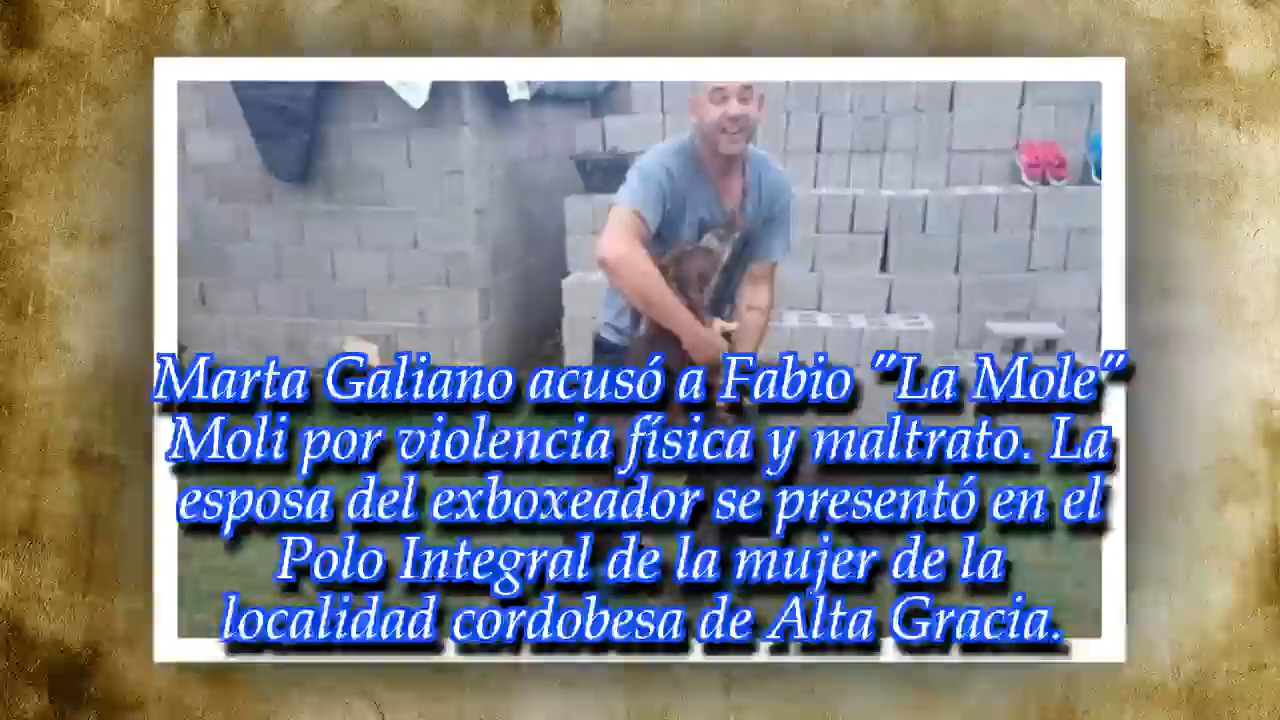 Marta Galiano acusó a Fabio "La Mole"
Moli por violencia física y maltrato. La
esposa del exboxeador se presentó en el
Polo Integral de la mujer de la
localidad cordobesa de Alta Gracia.